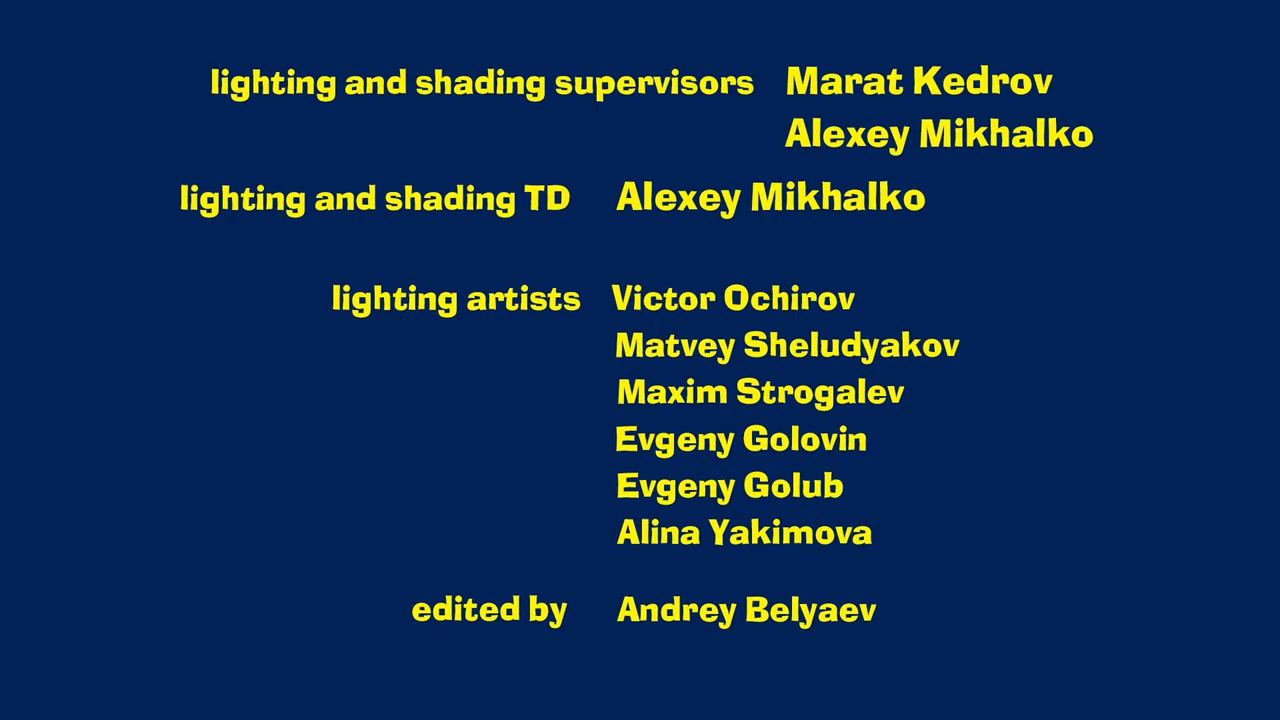 lighting and shading supervisors Marat Kedrov
Alexey Mikhalko
lighting and shading TD Alexey Mikhalko
lighting artists Victor Ochirov
Matvey Sheludyakov
Maxim Strogalev
Evgeny Golovin
Evgeny Golub
Alina Yakimova
edited by Andrey Belyaev